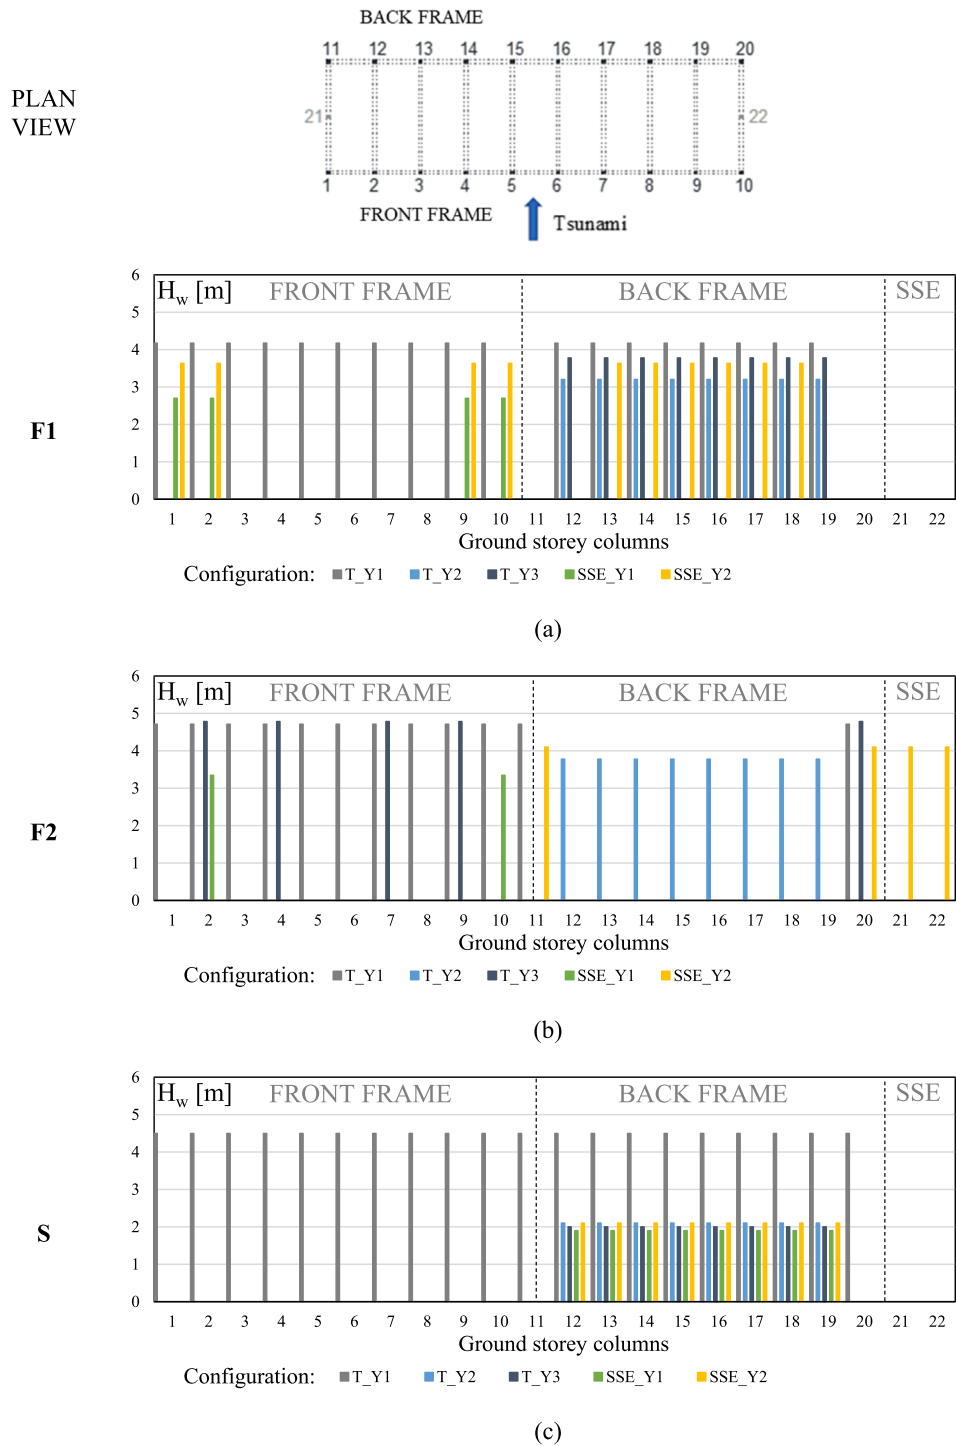 BACK FRAME
11 12 13 14 15 16 17 18 19 20
PLAN
VIEW
21 22
1 2 3 4 5 6 7 8 9 10
FRONT FRAME
Tsunami
6
Hw [m] FRONT FRAME BACK FRAME SSE
5
4
3
F1
2
1
0
1 2 3 4 5 6 7 8 9 10 11 12 13 14 15 16 17 18 19 20 21 22
Ground storey columns
Configuration: T_Y1 T_Y2 T_Y3 SSE_Y1 SSE_Y2
(a)
6
Hw [m] FRONT FRAME BACK FRAME SSE
5
4
3
F2
2
1
0
1 2 3 4 5 6 7 8 9 10 11 12 13 14 15 16 17 18 19 20 21 22
Ground storey columns
Configuration: T_Y1 T_Y2 T_Y3 SSE_Y1 SSE_Y2
(b)
6
Hw [m] FRONT FRAME BACK FRAME SSE
5
4
3
2
S
1
0
1 2 3 4 5 6 7 8 9 10 11 12 13 14 15 16 17 18 19 20 21 22
Ground storey columns
Configuration: T_Y1 T_Y2 T_Y3 SSE_Y1 SSE_Y2
(c)